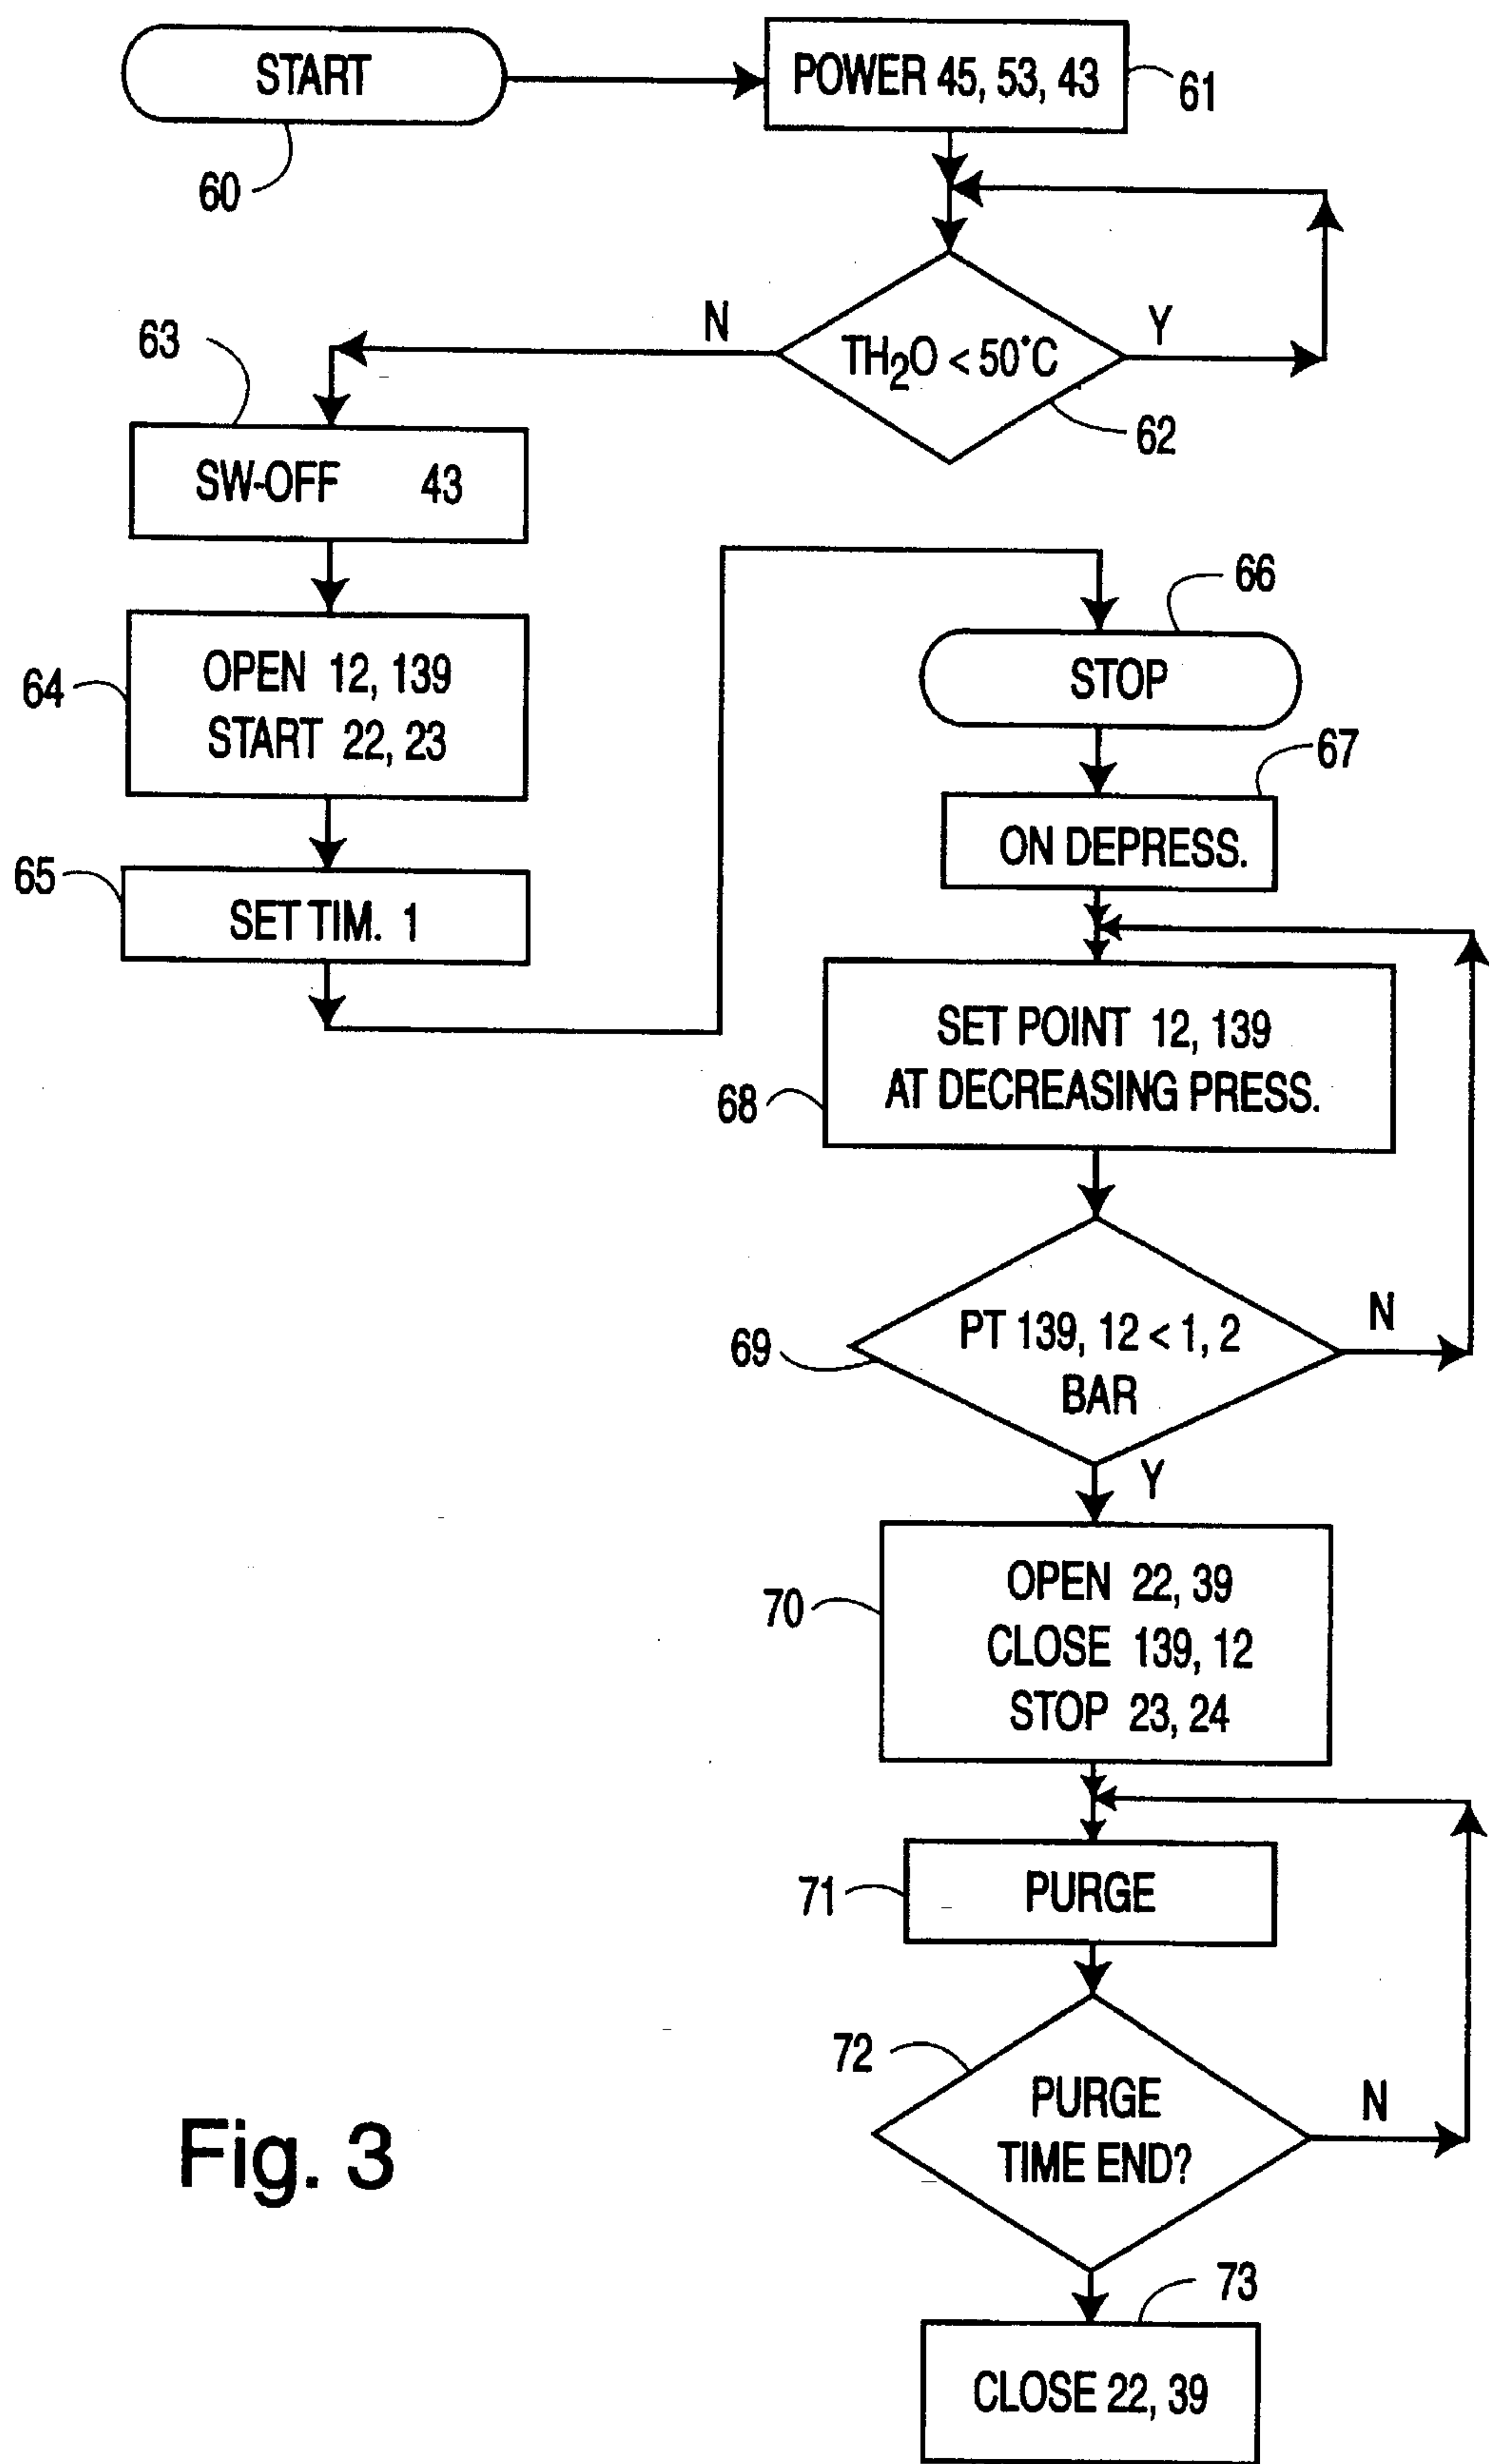 START
60
POWER 45, 53, 43
61
TH₂O < 50°C
N
Y
62
63
SW-OFF 43
64
OPEN 12, 139
START 22, 23
65
SET TIM. 1
66
STOP
67
ON DEPRESS.
68
SET POINT 12, 139
AT DECREASING PRESS.
69
PT 139, 12 < 1, 2
BAR
N
Y
70
OPEN 22, 39
CLOSE 139, 12
STOP 23, 24
71
PURGE
72
PURGE
TIME END?
N
73
CLOSE 22, 39
Fig. 3